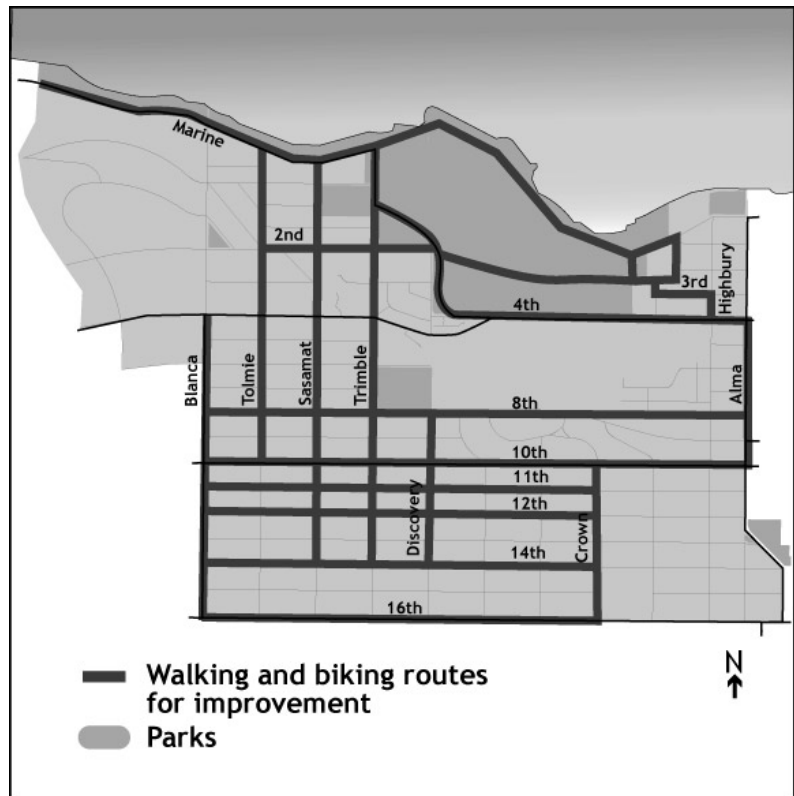 Marine
2nd
3rd
Highbury
4th
Blanca
Tolmie
Sasamat
Trimble
Alma
8th
10th
11th
12th
Discovery
Crown
14th
16th
Walking and biking routes
for improvement
Parks
N